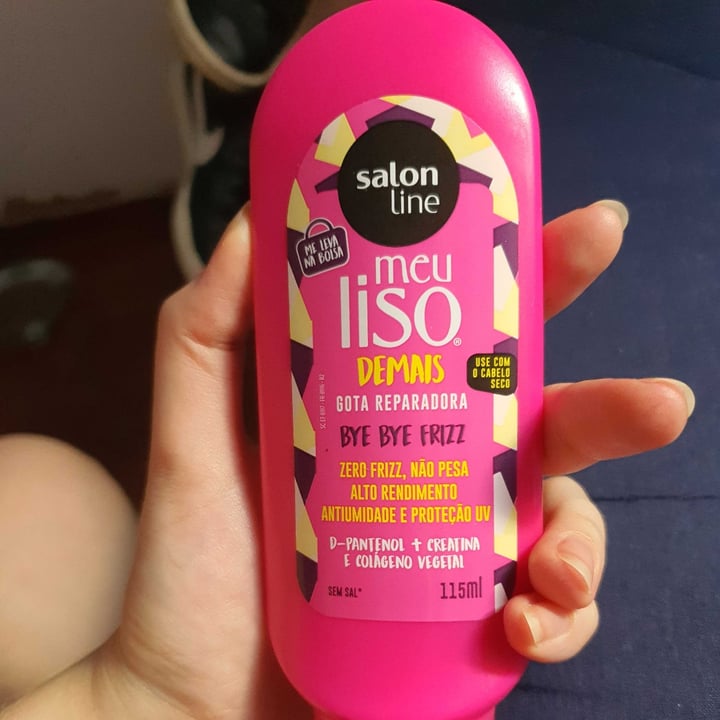 salon
line
ME LEVA
NA BOLSA
meu
liso®
DEMAIS
USE COM
O CABELO
SECO
GOTA REPARADORA
BYE BYE FRIZZ
ZERO FRIZZ, NÃO PESA
ALTO RENDIMENTO
ANTIUMIDADE E PROTEÇÃO UV
D-PANTENOL + CREATINA
E COLÁGENO VEGETAL
SEM SAL*
115ml